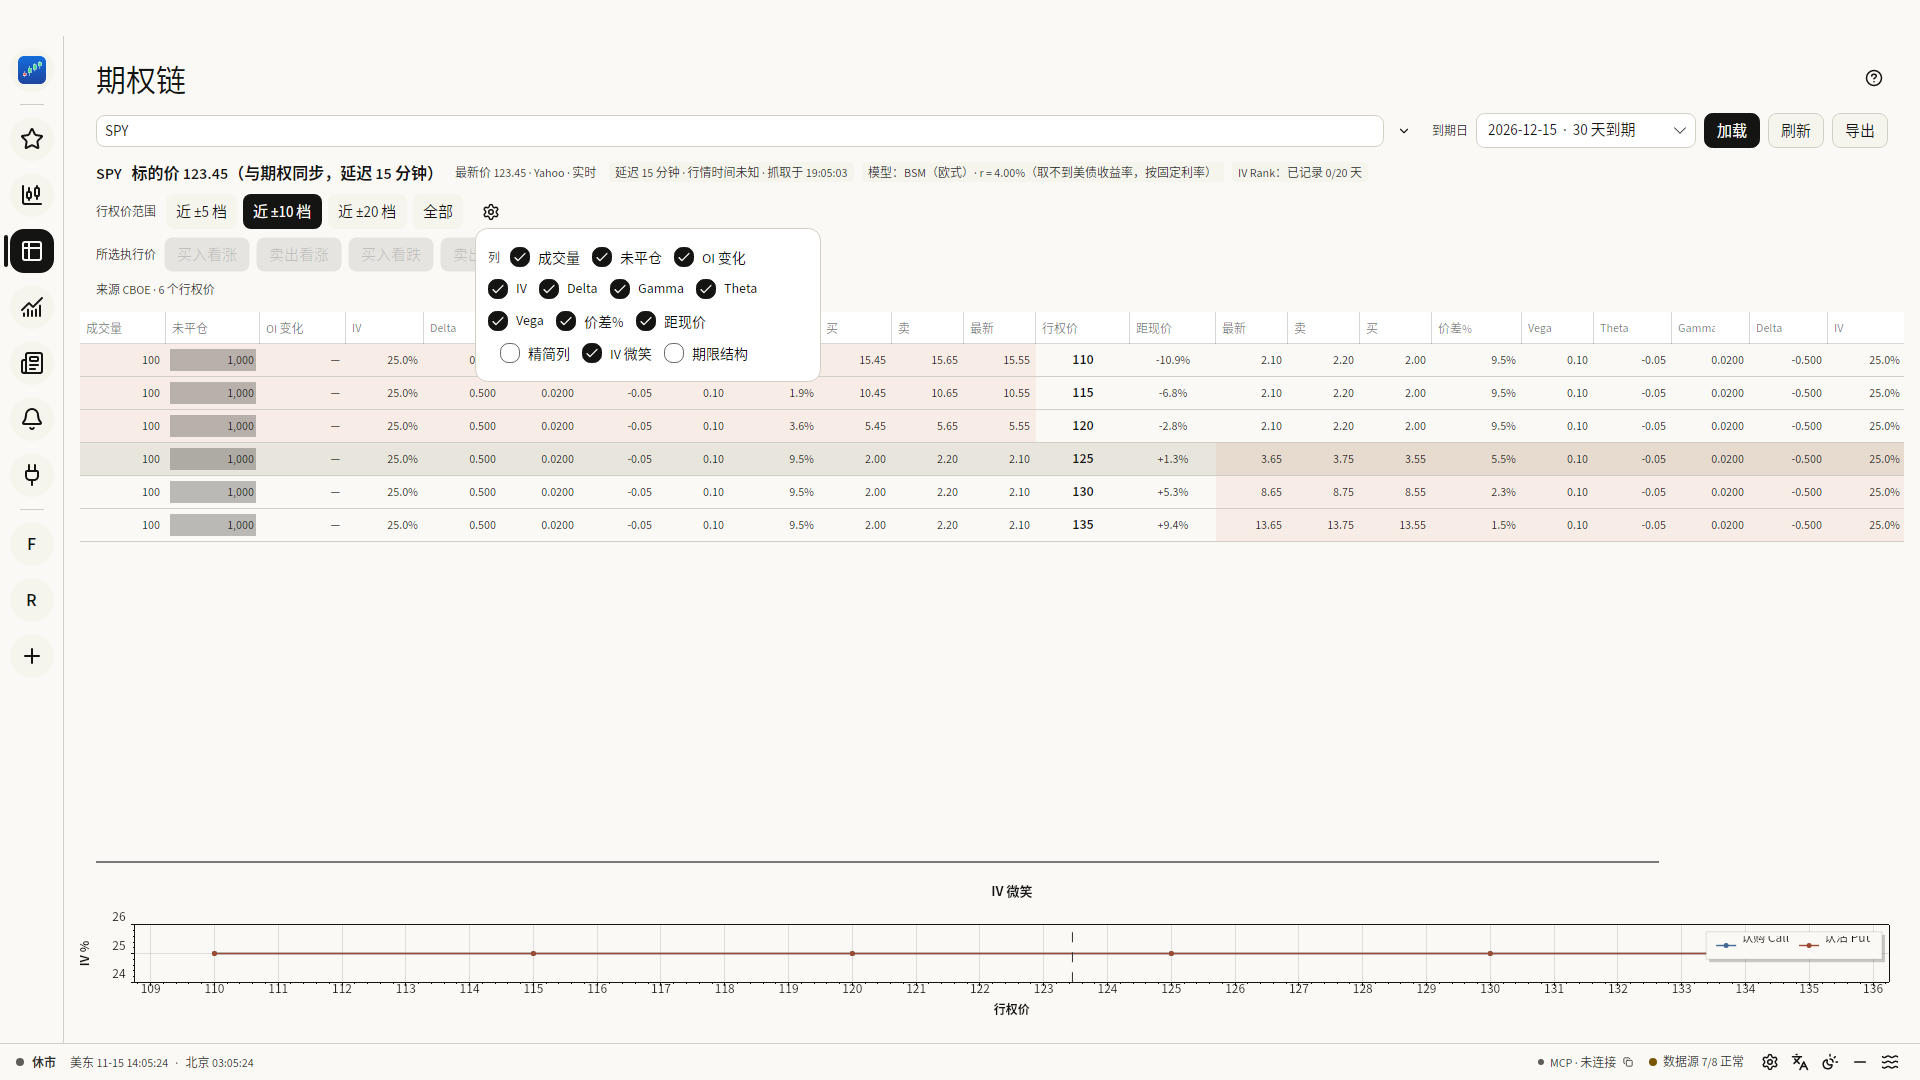 期权链
SPY
到期日
2026-12-15 · 30 天到期
加载
刷新
导出
SPY 标的价 123.45（与期权同步，延迟 15 分钟）
最新价 123.45 · Yahoo · 实时
延迟 15 分钟 · 行情时间未知 · 抓取于 19:05:03
模型：BSM（欧式）· r = 4.00%（取不到美债收益率，按固定利率）
IV Rank：已记录 0/20 天
行权价范围 近 ±5 档 近 ±10 档 近 ±20 档 全部
所选执行价 买入看涨 卖出看涨 买入看跌
列 成交量 未平仓 OI 变化
IV Delta Gamma Theta
Vega 价差% 距现价
精简列 IV 微笑 期限结构
来源 CBOE · 6 个行权价
成交量 未平仓 OI 变化 IV Delta 买 卖 最新 行权价 距现价 最新 卖 买 价差% Vega Theta Gamma Delta IV
100 1,000 — 25.0% 15.45 15.65 15.55 110 -10.9% 2.10 2.20 2.00 9.5% 0.10 -0.05 0.0200 -0.500 25.0%
100 1,000 — 25.0% 0.500 0.0200 -0.05 0.10 1.9% 10.45 10.65 10.55 115 -6.8% 2.10 2.20 2.00 9.5% 0.10 -0.05 0.0200 -0.500 25.0%
100 1,000 — 25.0% 0.500 0.0200 -0.05 0.10 3.6% 5.45 5.65 5.55 120 -2.8% 2.10 2.20 2.00 9.5% 0.10 -0.05 0.0200 -0.500 25.0%
100 1,000 — 25.0% 0.500 0.0200 -0.05 0.10 9.5% 2.00 2.20 2.10 125 +1.3% 3.65 3.75 3.55 5.5% 0.10 -0.05 0.0200 -0.500 25.0%
100 1,000 — 25.0% 0.500 0.0200 -0.05 0.10 9.5% 2.00 2.20 2.10 130 +5.3% 8.65 8.75 8.55 2.3% 0.10 -0.05 0.0200 -0.500 25.0%
100 1,000 — 25.0% 0.500 0.0200 -0.05 0.10 9.5% 2.00 2.20 2.10 135 +9.4% 13.65 13.75 13.55 1.5% 0.10 -0.05 0.0200 -0.500 25.0%
F
R
IV 微笑
IV %
26
25
24
认购 Call 认沽 Put
109 110 111 112 113 114 115 116 117 118 119 120 121 122 123 124 125 126 127 128 129 130 131 132 133 134 135 136
行权价
休市 美东 11-15 14:05:24 · 北京 03:05:24
MCP · 未连接
数据源 7/8 正常